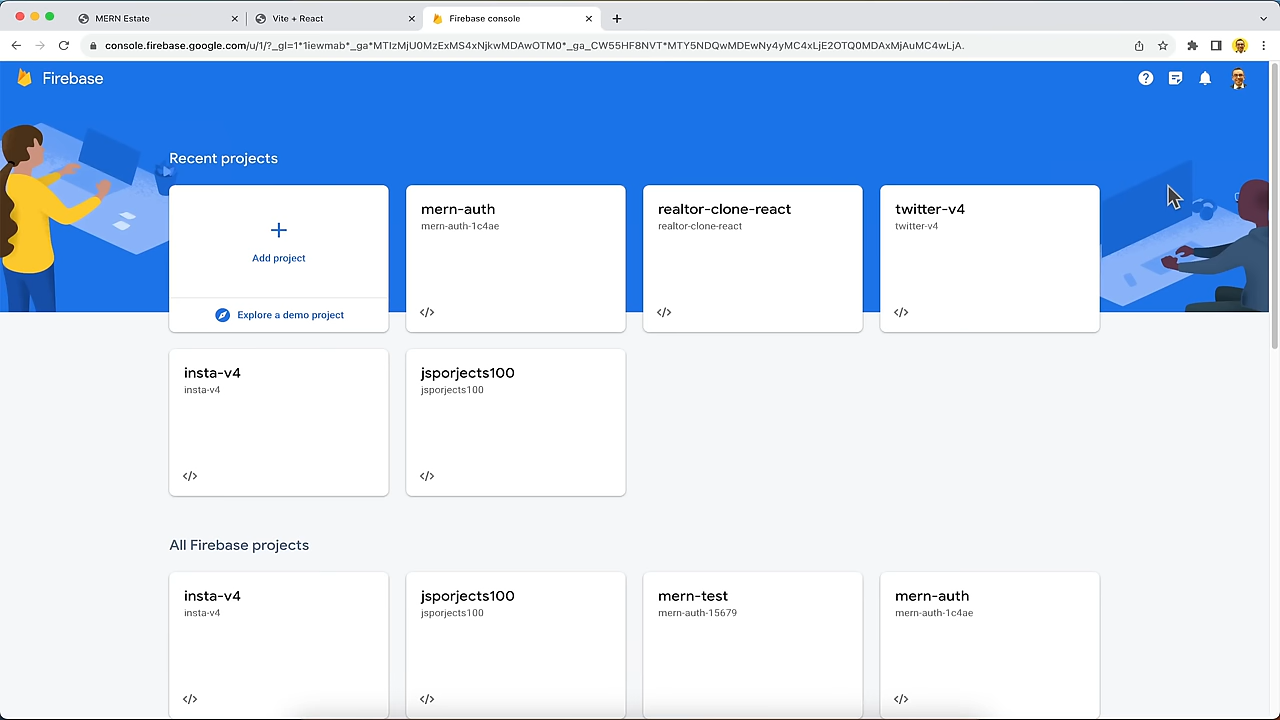 MERN Estate
Vite + React
Firebase console
console.firebase.google.com/u/1/?_gl=1*1iewmab*_ga*MTIzMjU0MzExMS4xNjkwMDAwOTM0*_ga_CW55HF8NVT*MTY5NDQwMDEwNy4yMC4xLjE2OTQ0MDAxMjAuMC4wLjA.
Firebase
Recent projects
Add project
Explore a demo project
mern-auth
mern-auth-1c4ae
realtor-clone-react
realtor-clone-react
twitter-v4
twitter-v4
insta-v4
insta-v4
jsporjects100
jsporjects100
All Firebase projects
insta-v4
insta-v4
jsporjects100
jsporjects100
mern-test
mern-auth-15679
mern-auth
mern-auth-1c4ae